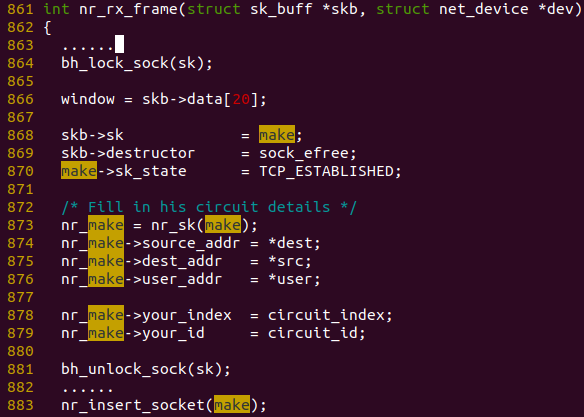 861 int nr_rx_frame(struct sk_buff *skb, struct net_device *dev)
862 {
863   ......
864   bh_lock_sock(sk);
865
866   window = skb->data[20];
867
868   skb->sk             = make;
869   skb->destructor     = sock_efree;
870   make->sk_state      = TCP_ESTABLISHED;
871
872   /* Fill in his circuit details */
873   nr_make = nr_sk(make);
874   nr_make->source_addr = *dest;
875   nr_make->dest_addr   = *src;
876   nr_make->user_addr   = *user;
877
878   nr_make->your_index  = circuit_index;
879   nr_make->your_id     = circuit_id;
880
881   bh_unlock_sock(sk);
882   ......
883   nr_insert_socket(make);